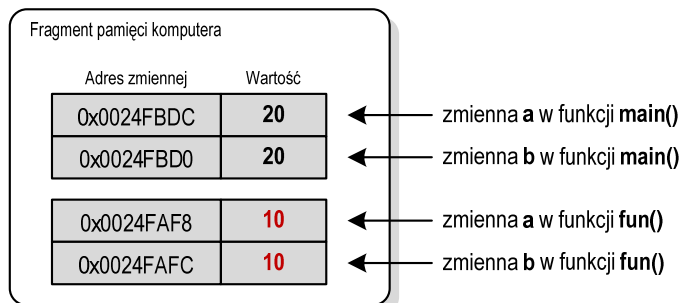 Fragment pamięci komputera
Adres zmiennej Wartość
0x0024FBDC 20 zmienna a w funkcji main()
0x0024FBD0 20 zmienna b w funkcji main()
0x0024FAF8 10 zmienna a w funkcji fun()
0x0024FAFC 10 zmienna b w funkcji fun()